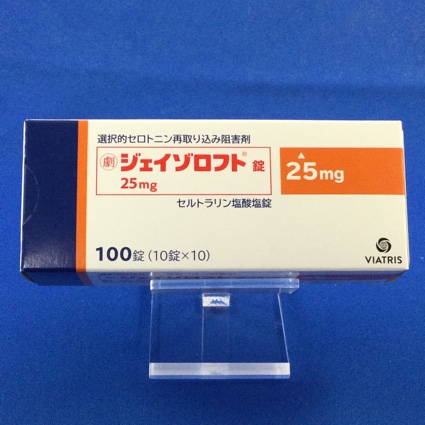 選択的セロトニン再取り込み阻害剤
劇 ジェイゾロフト® 錠
25mg
25mg
セルトラリン塩酸塩錠
100錠(10錠×10)
VIATRIS